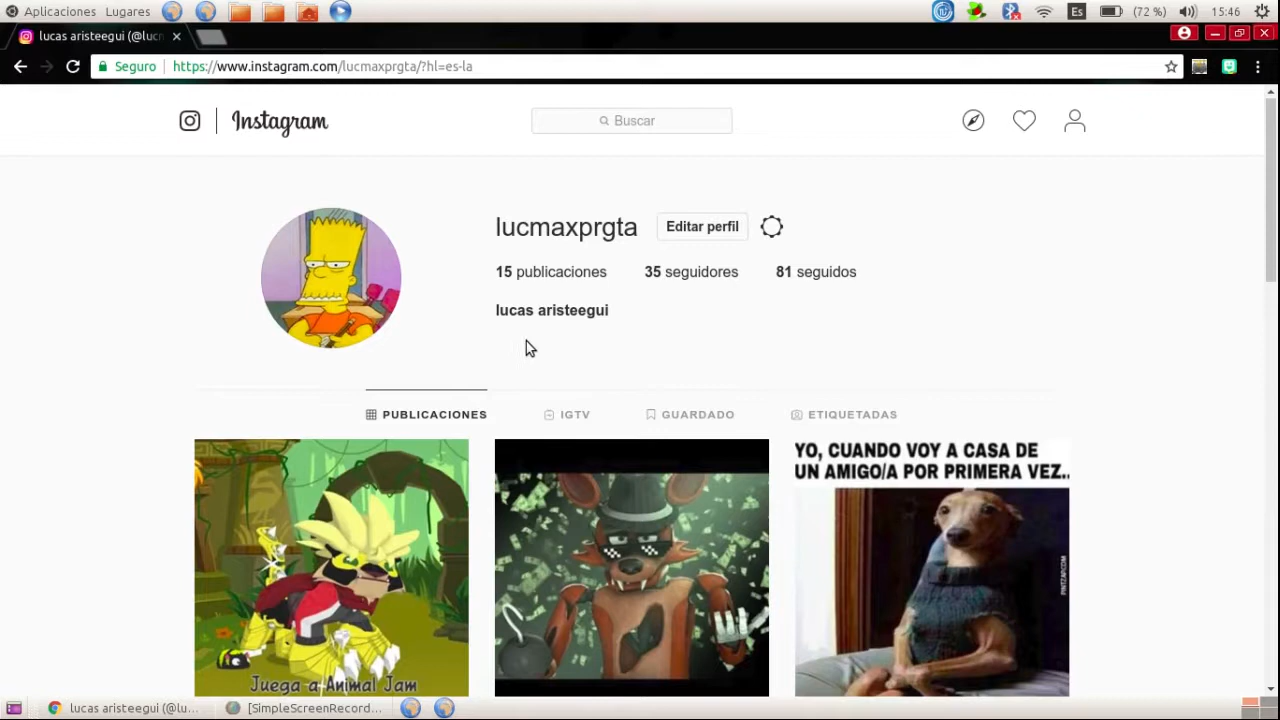 Aplicaciones Lugares
Es
(72 %)
15:46
lucas aristeegui (@lucn
Seguro
https://www.instagram.com/lucmaxprgta/?hl=es-la
Instagram
Buscar
lucmaxprgta
Editar perfil
15 publicaciones
35 seguidores
81 seguidos
lucas aristeegui
PUBLICACIONES
IGTV
GUARDADO
ETIQUETADAS
YO, CUANDO VOY A CASA DE
UN AMIGO/A POR PRIMERA VEZ..
Juega a Animal Jam
lucas aristeegui (@lu...
[SimpleScreenRecord...